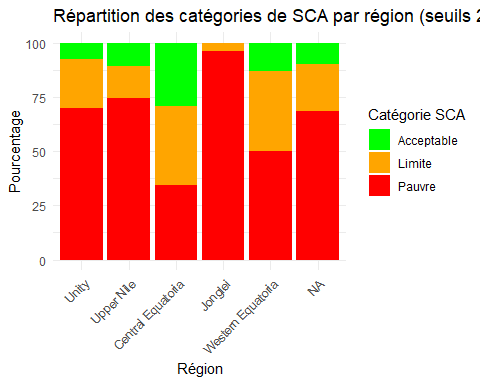 Répartition des catégories de SCA par région (seuils 2
Pourcentage
100
75
50
25
0
Unity
Upper Nile
Central Equatoria
Jonglei
Western Equatoria
NA
Région
Catégorie SCA
Acceptable
Limite
Pauvre